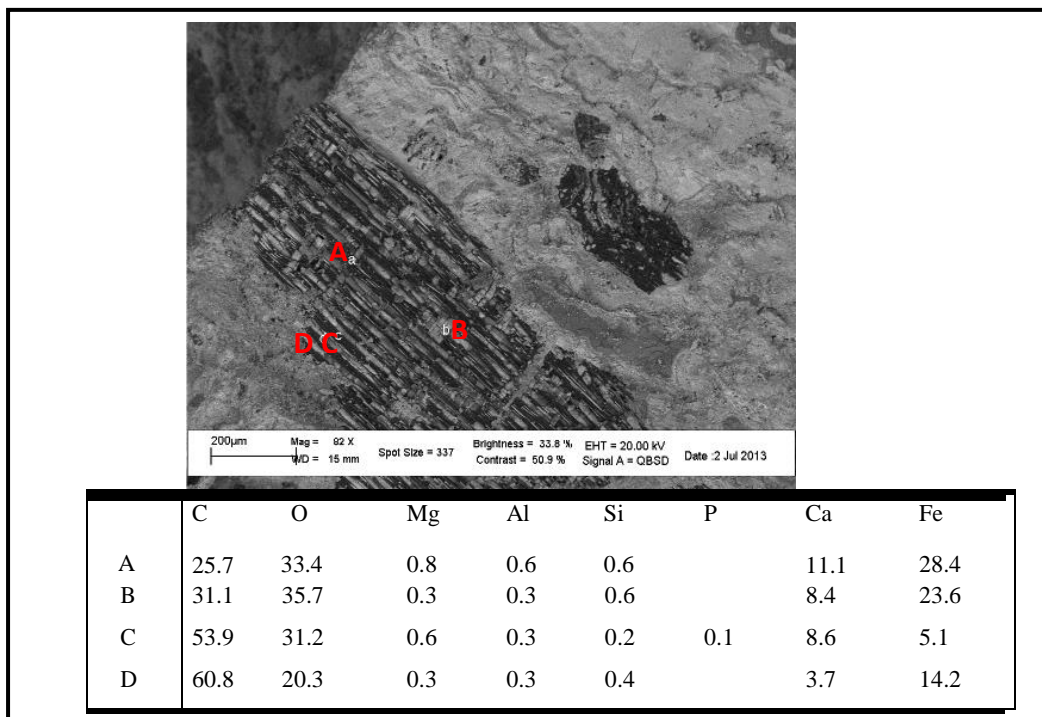 A a
b B
D C c
200µm Mag = 92 X Spot Size = 337 Brightness = 33.8 % EHT = 20.00 kV Date :2 Jul 2013
WD = 15 mm Contrast = 50.9 % Signal A = QBSD
C O Mg Al Si P Ca Fe
A 25.7 33.4 0.8 0.6 0.6 11.1 28.4
B 31.1 35.7 0.3 0.3 0.6 8.4 23.6
C 53.9 31.2 0.6 0.3 0.2 0.1 8.6 5.1
D 60.8 20.3 0.3 0.3 0.4 3.7 14.2